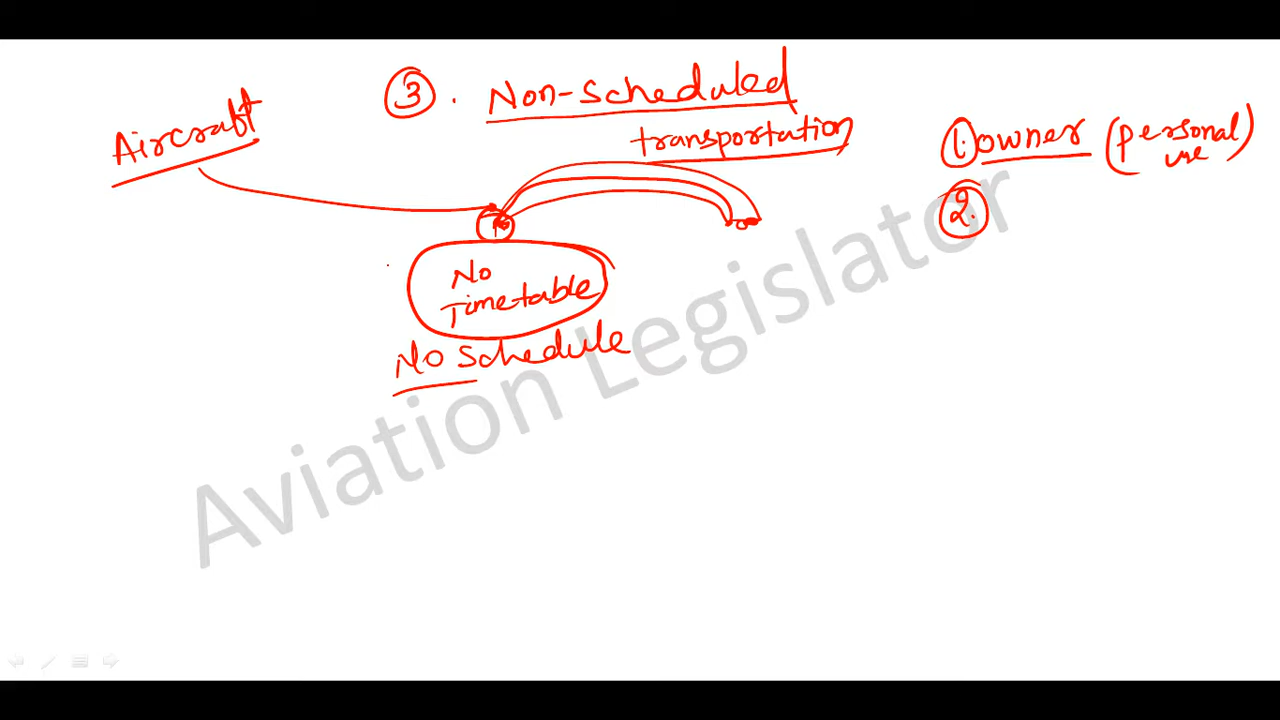 ③. Non-Scheduled
transportation
Aircraft
1. owner (personal
use)
2.
No
Timetable
No Schedule
Aviation Legislator